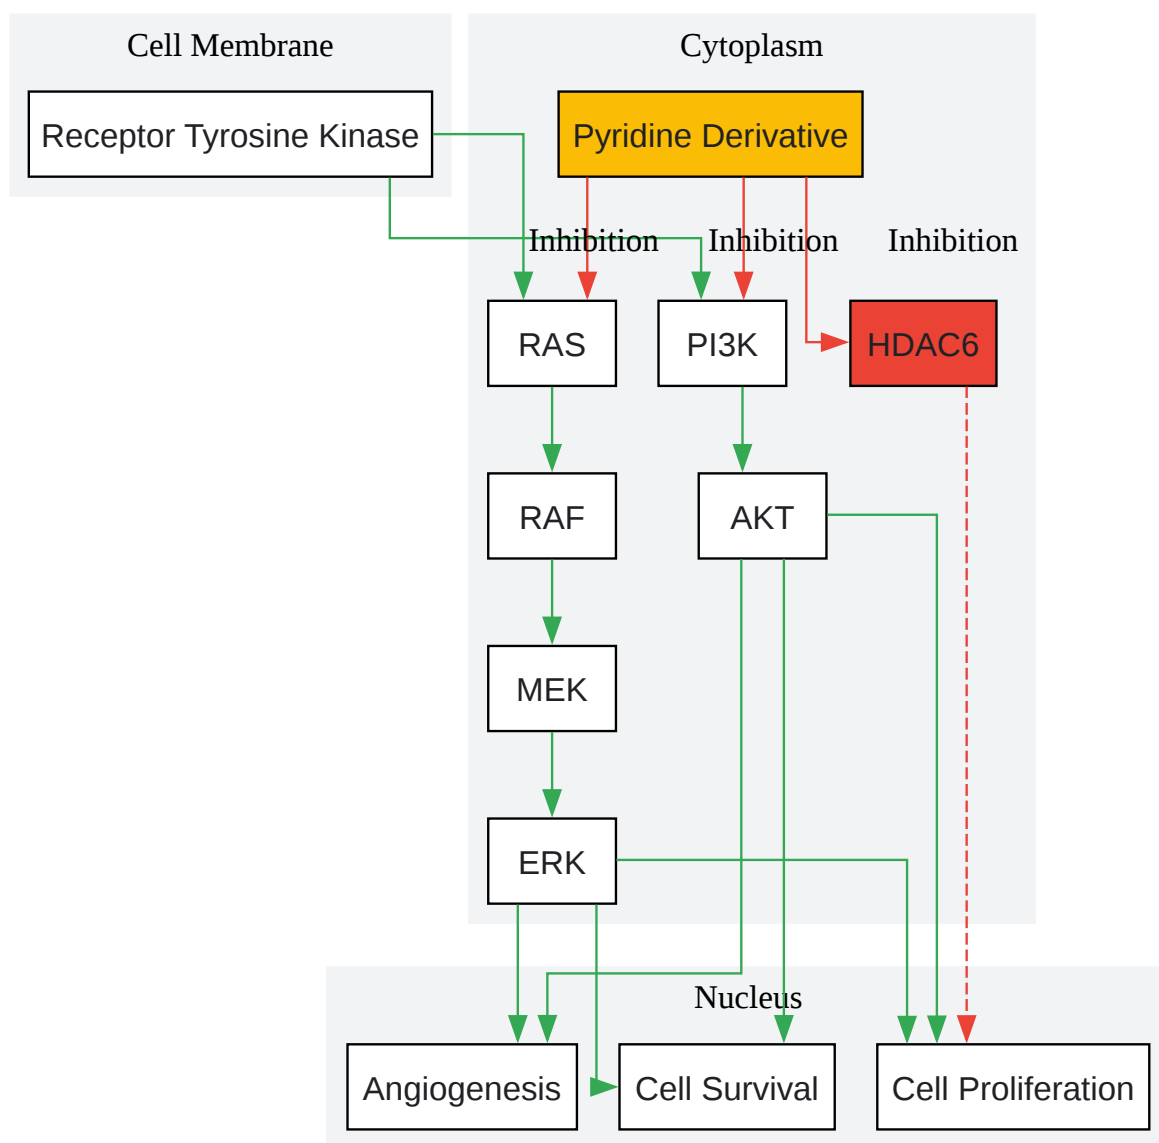 Cell Membrane
Cytoplasm
Receptor Tyrosine Kinase
Pyridine Derivative
Inhibition
Inhibition
Inhibition
RAS
PI3K
HDAC6
RAF
AKT
MEK
ERK
Nucleus
Angiogenesis
Cell Survival
Cell Proliferation